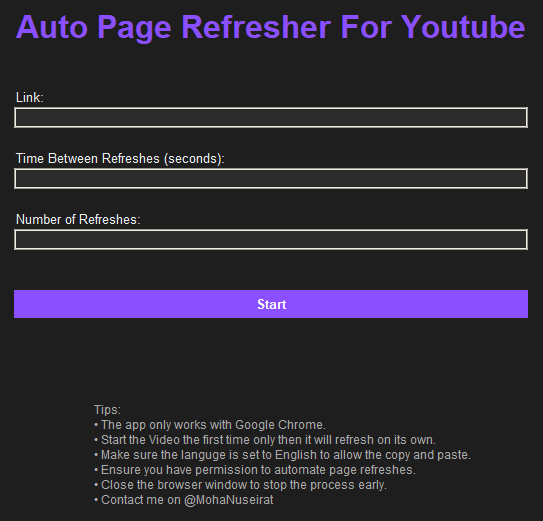 Auto Page Refresher For Youtube
Link:
Time Between Refreshes (seconds):
Number of Refreshes:
Start
Tips:
• The app only works with Google Chrome.
• Start the Video the first time only then it will refresh on its own.
• Make sure the languge is set to English to allow the copy and paste.
• Ensure you have permission to automate page refreshes.
• Close the browser window to stop the process early.
• Contact me on @MohaNuseirat